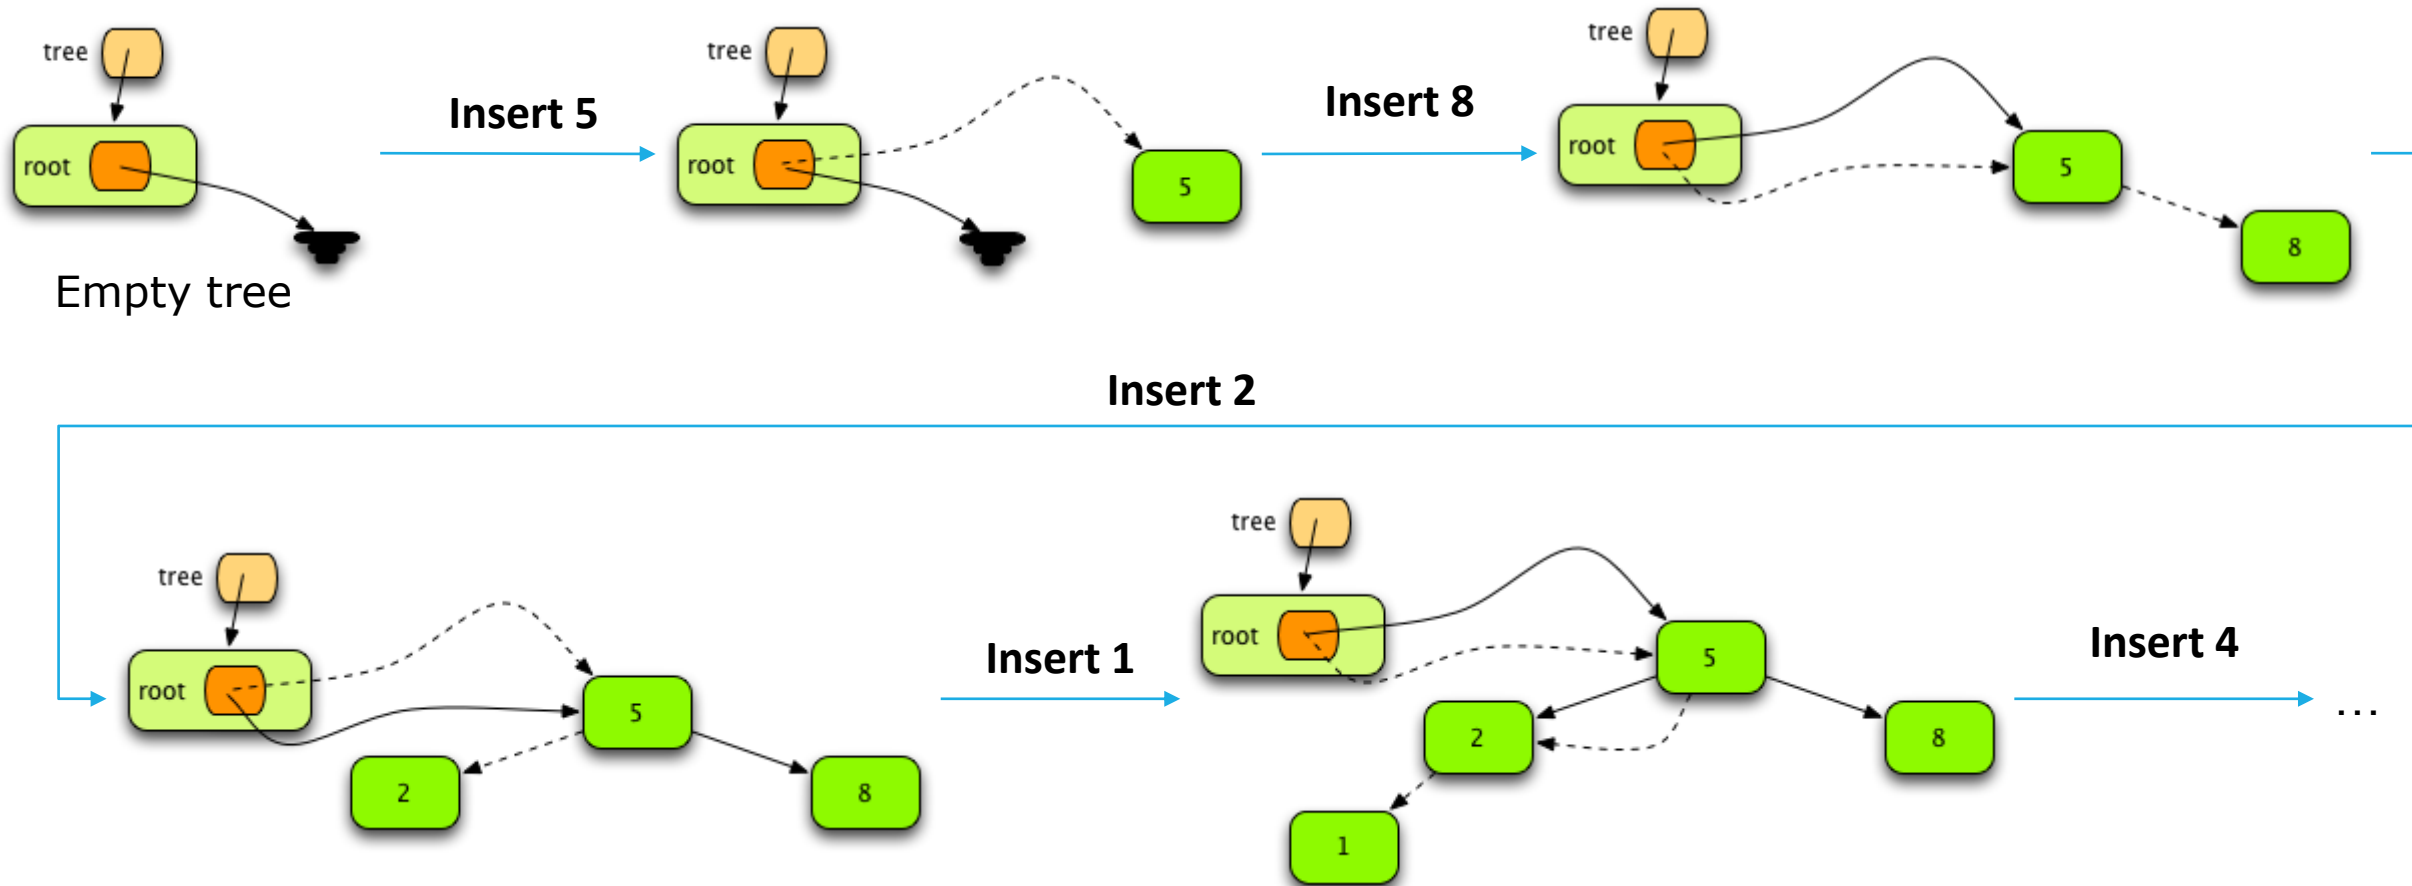 tree
root
Empty tree
Insert 5
tree
root
5
Insert 8
tree
root
5
8
Insert 2
tree
root
5
2
8
Insert 1
tree
root
5
2
8
1
Insert 4
...